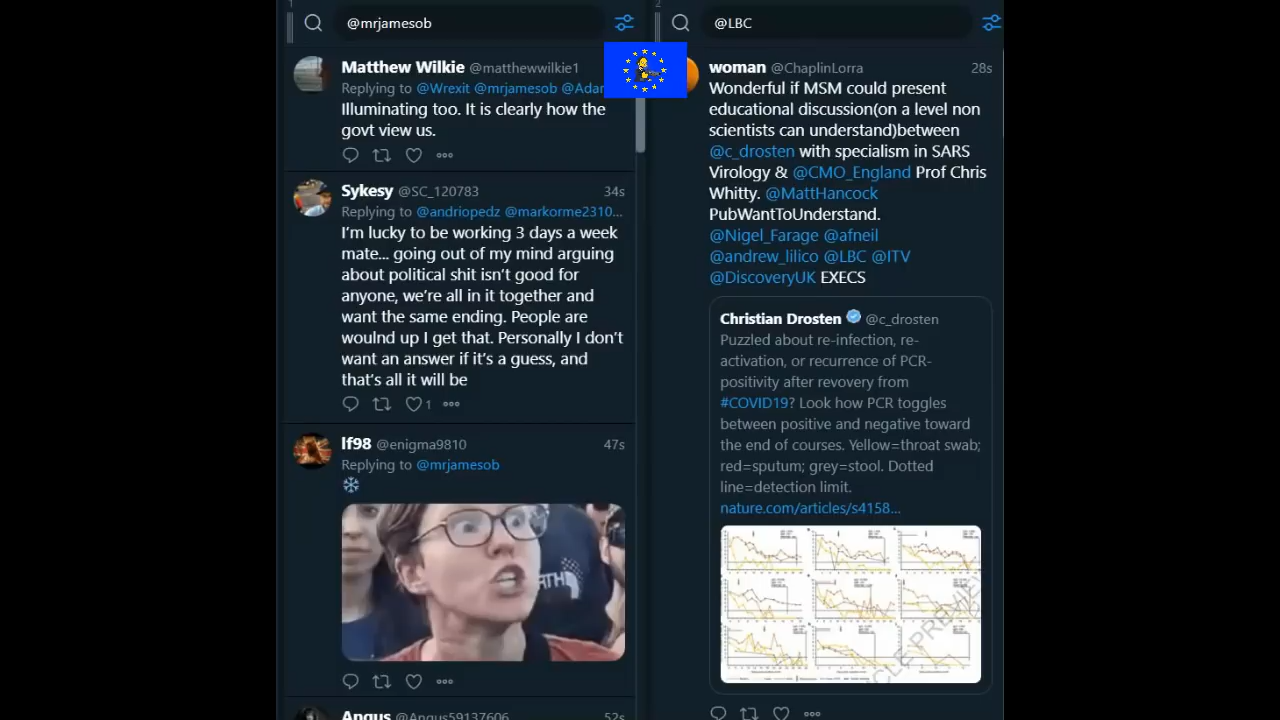 1
@mrjamesob
Matthew Wilkie @matthewwilkie1
Replying to @Wrexit @mrjamesob @Adar
Illuminating too. It is clearly how the
govt view us.
Sykesy @SC_120783 34s
Replying to @andriopedz @markorme2310...
I'm lucky to be working 3 days a week
mate... going out of my mind arguing
about political shit isn't good for
anyone, we're all in it together and
want the same ending. People are
woulnd up I get that. Personally I don't
want an answer if it's a guess, and
that's all it will be
1
lf98 @enigma9810 47s
Replying to @mrjamesob
Angus @Angus59137606 52s
2
@LBC
woman @ChaplinLorra 28s
Wonderful if MSM could present
educational discussion(on a level non
scientists can understand)between
@c_drosten with specialism in SARS
Virology & @CMO_England Prof Chris
Whitty. @MattHancock
PubWantToUnderstand.
@Nigel_Farage @afneil
@andrew_lilico @LBC @ITV
@DiscoveryUK EXECS
Christian Drosten @c_drosten
Puzzled about re-infection, re-
activation, or recurrence of PCR-
positivity after revovery from
#COVID19? Look how PCR toggles
between positive and negative toward
the end of courses. Yellow=throat swab;
red=sputum; grey=stool. Dotted
line=detection limit.
nature.com/articles/s4158...